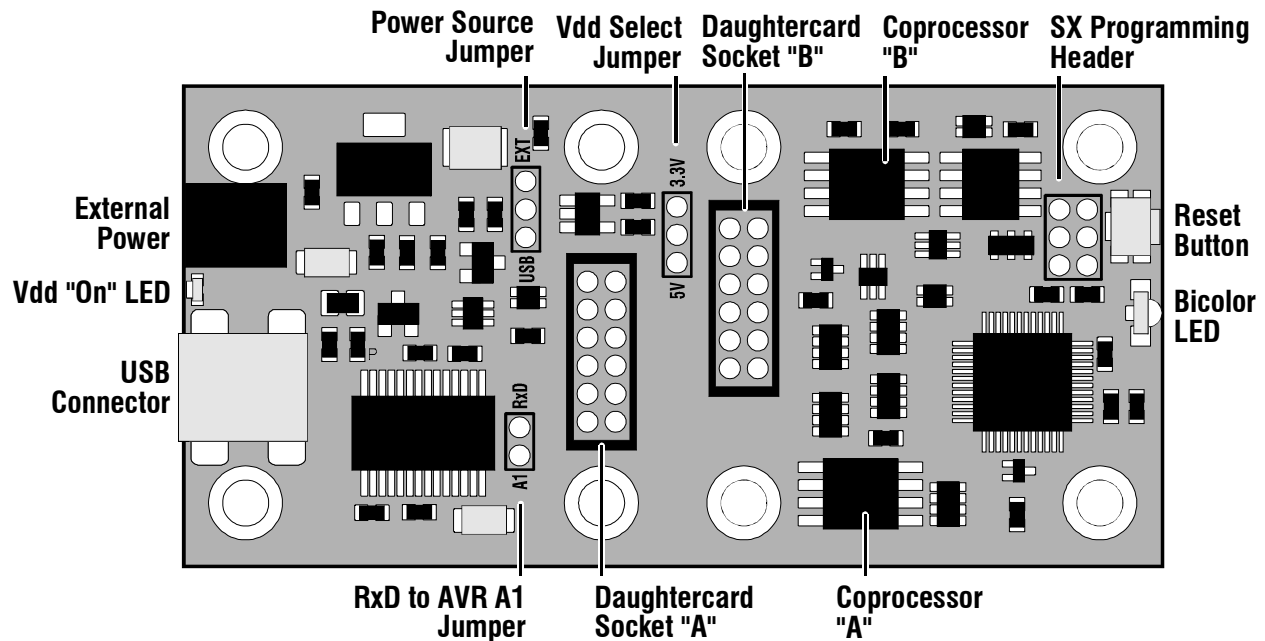 Power Source
Jumper
Vdd Select
Jumper
Daughtercard
Socket "B"
Coprocessor
"B"
SX Programming
Header
EXT
USB
3.3V
5V
External
Power
Vdd "On" LED
USB
Connector
Reset
Button
Bicolor
LED
P
RxD
A1
RxD to AVR A1
Jumper
Daughtercard
Socket "A"
Coprocessor
"A"